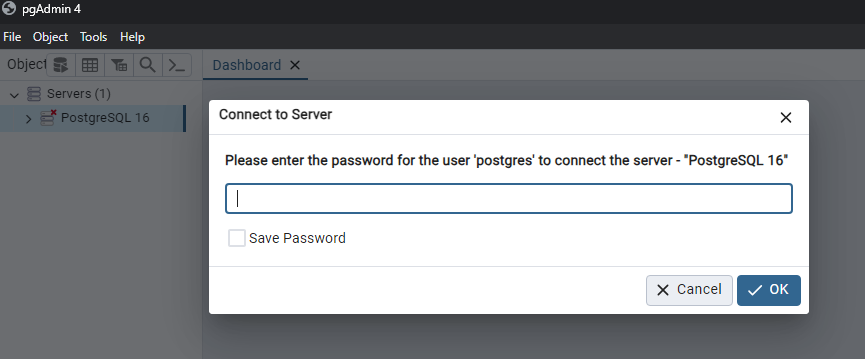 pgAdmin 4
File Object Tools Help
Object
Dashboard
Servers (1)
PostgreSQL 16
Connect to Server
Please enter the password for the user 'postgres' to connect the server - "PostgreSQL 16"
Save Password
Cancel OK